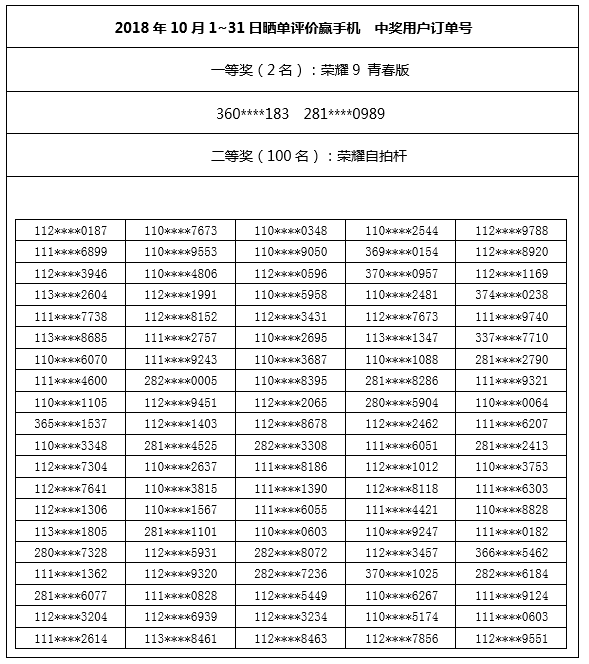 2018 年 10 月 1~31 日晒单评价赢手机 中奖用户订单号
一等奖（2 名）：荣耀 9 青春版
360****183 281****0989
二等奖（100 名）：荣耀自拍杆
112****0187 110****7673 110****0348 110****2544 112****9788
111****6899 110****9553 110****9050 369****0154 112****8920
112****3946 110****4806 112****0596 370****0957 112****1169
113****2604 112****1991 110****5958 110****2481 374****0238
111****7738 112****8152 112****3431 112****7673 111****9740
113****8685 111****2757 110****2695 113****1347 337****7710
110****6070 111****9243 110****3687 110****1088 281****2790
111****4600 282****0005 110****8395 281****8286 111****9321
110****1105 112****9451 112****2065 280****5904 110****0064
365****1537 112****1403 112****8678 112****2462 111****6207
110****3348 281****4525 282****3308 111****6051 281****2413
112****7304 110****2637 111****8186 112****1012 110****3753
112****7641 110****3815 111****1390 112****8118 111****6303
112****1306 110****1567 111****6055 111****4421 110****8828
113****1805 281****1101 110****0603 110****9247 111****0182
280****7328 112****5931 282****8072 112****3457 366****5462
111****1362 112****9320 282****7236 370****1025 282****6184
281****6077 111****0828 112****5449 110****6267 111****9124
112****3204 112****6939 112****3234 110****5174 111****0603
111****2614 113****8461 112****8463 112****7856 112****9551